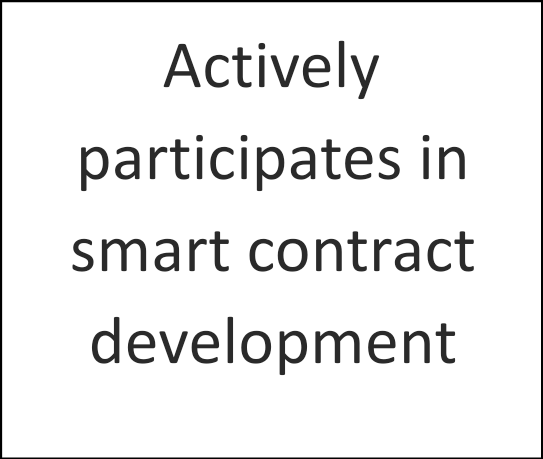 Actively
participates in
smart contract
development